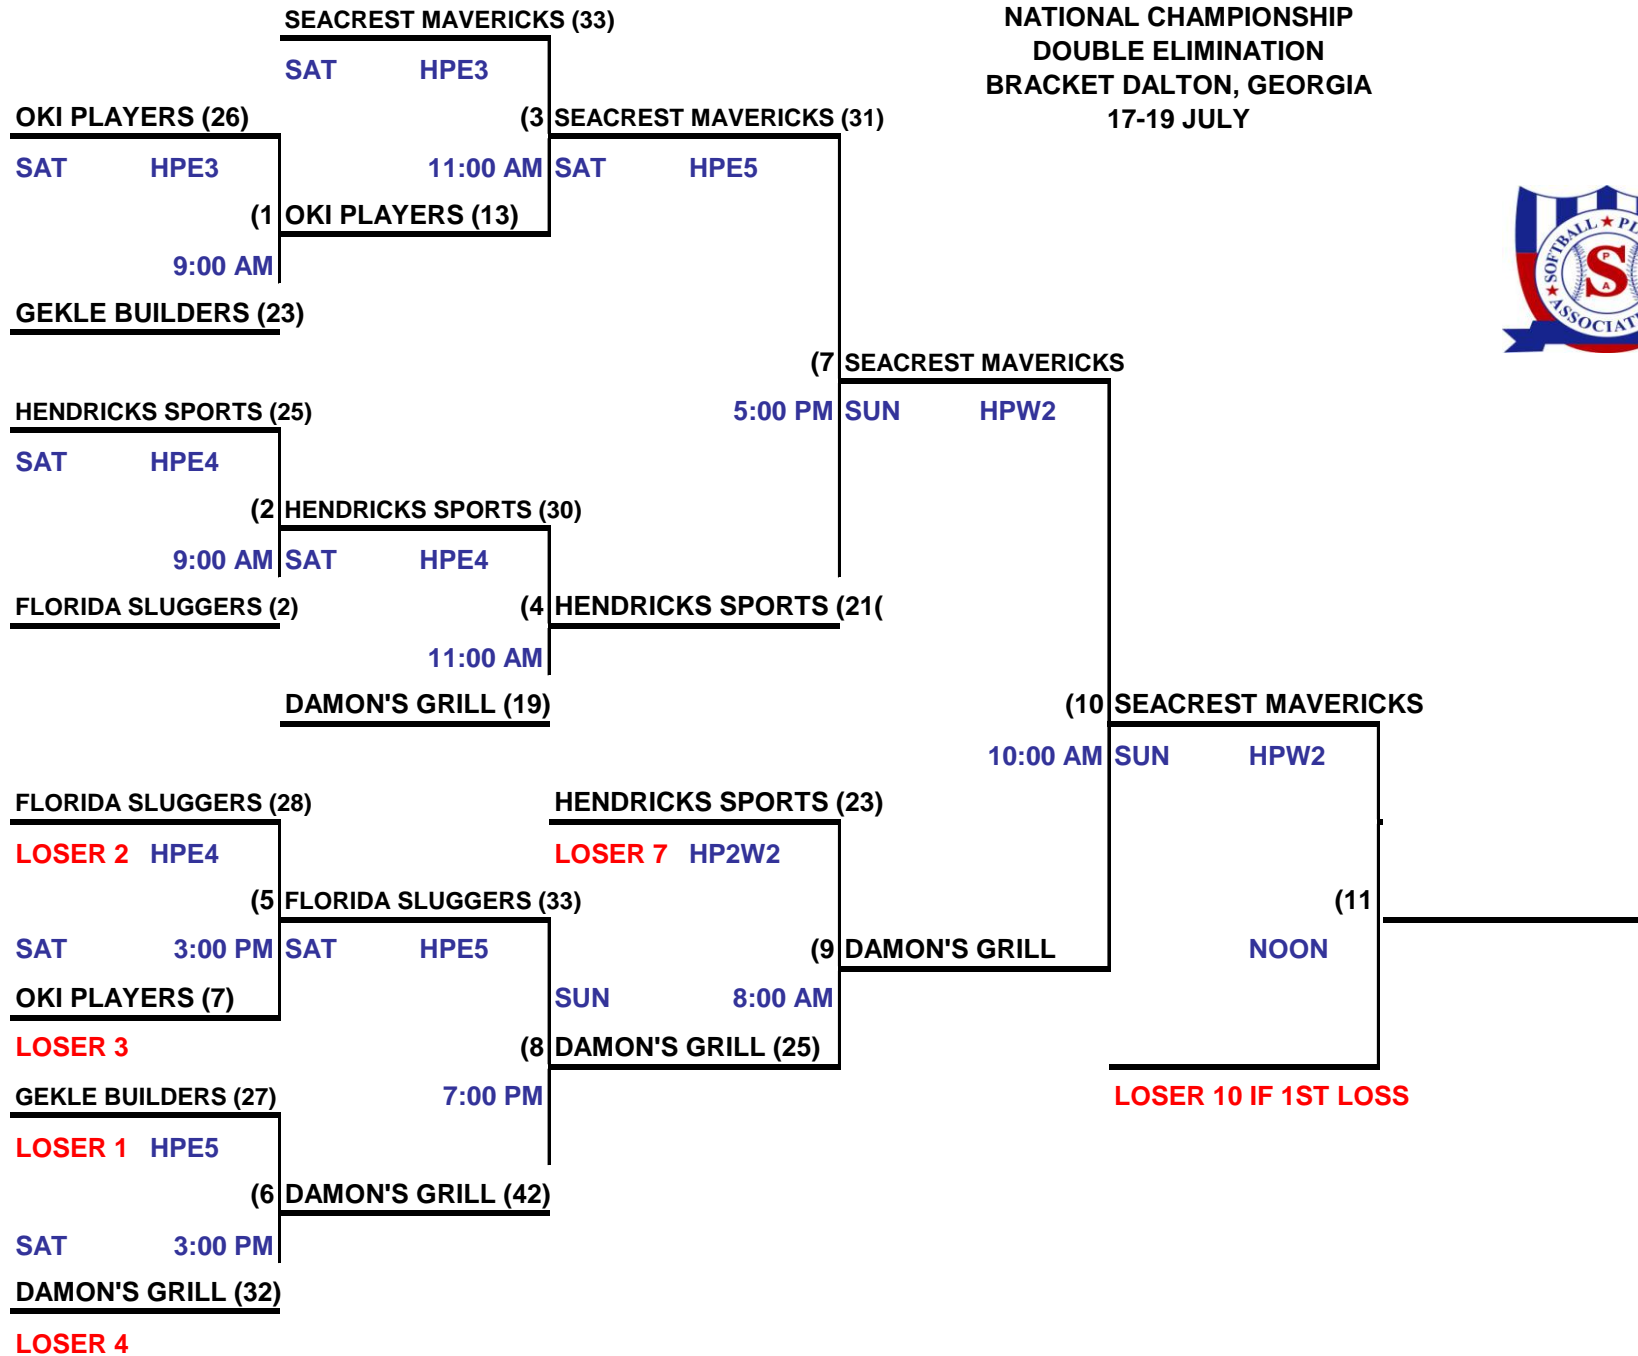 SEACREST MAVERICKS (33)
NATIONAL CHAMPIONSHIP
DOUBLE ELIMINATION
BRACKET DALTON, GEORGIA
17-19 JULY
SAT HPE3
OKI PLAYERS (26)
(3 SEACREST MAVERICKS (31)
SAT HPE3
11:00 AM SAT HPE5
(1 OKI PLAYERS (13)
9:00 AM
GEKLE BUILDERS (23)
SOFTBALL ★ PL
S
P
A
★ ASSOCIAT
(7 SEACREST MAVERICKS
HENDRICKS SPORTS (25)
5:00 PM SUN HPW2
SAT HPE4
(2 HENDRICKS SPORTS (30)
9:00 AM SAT HPE4
FLORIDA SLUGGERS (2)
(4 HENDRICKS SPORTS (21(
11:00 AM
DAMON'S GRILL (19)
(10 SEACREST MAVERICKS
10:00 AM SUN HPW2
FLORIDA SLUGGERS (28)
HENDRICKS SPORTS (23)
LOSER 2 HPE4
LOSER 7 HP2W2
(5 FLORIDA SLUGGERS (33)
(11
SAT 3:00 PM SAT HPE5
(9 DAMON'S GRILL
NOON
OKI PLAYERS (7)
SUN 8:00 AM
LOSER 3
(8 DAMON'S GRILL (25)
GEKLE BUILDERS (27)
7:00 PM
LOSER 10 IF 1ST LOSS
LOSER 1 HPE5
(6 DAMON'S GRILL (42)
SAT 3:00 PM
DAMON'S GRILL (32)
LOSER 4